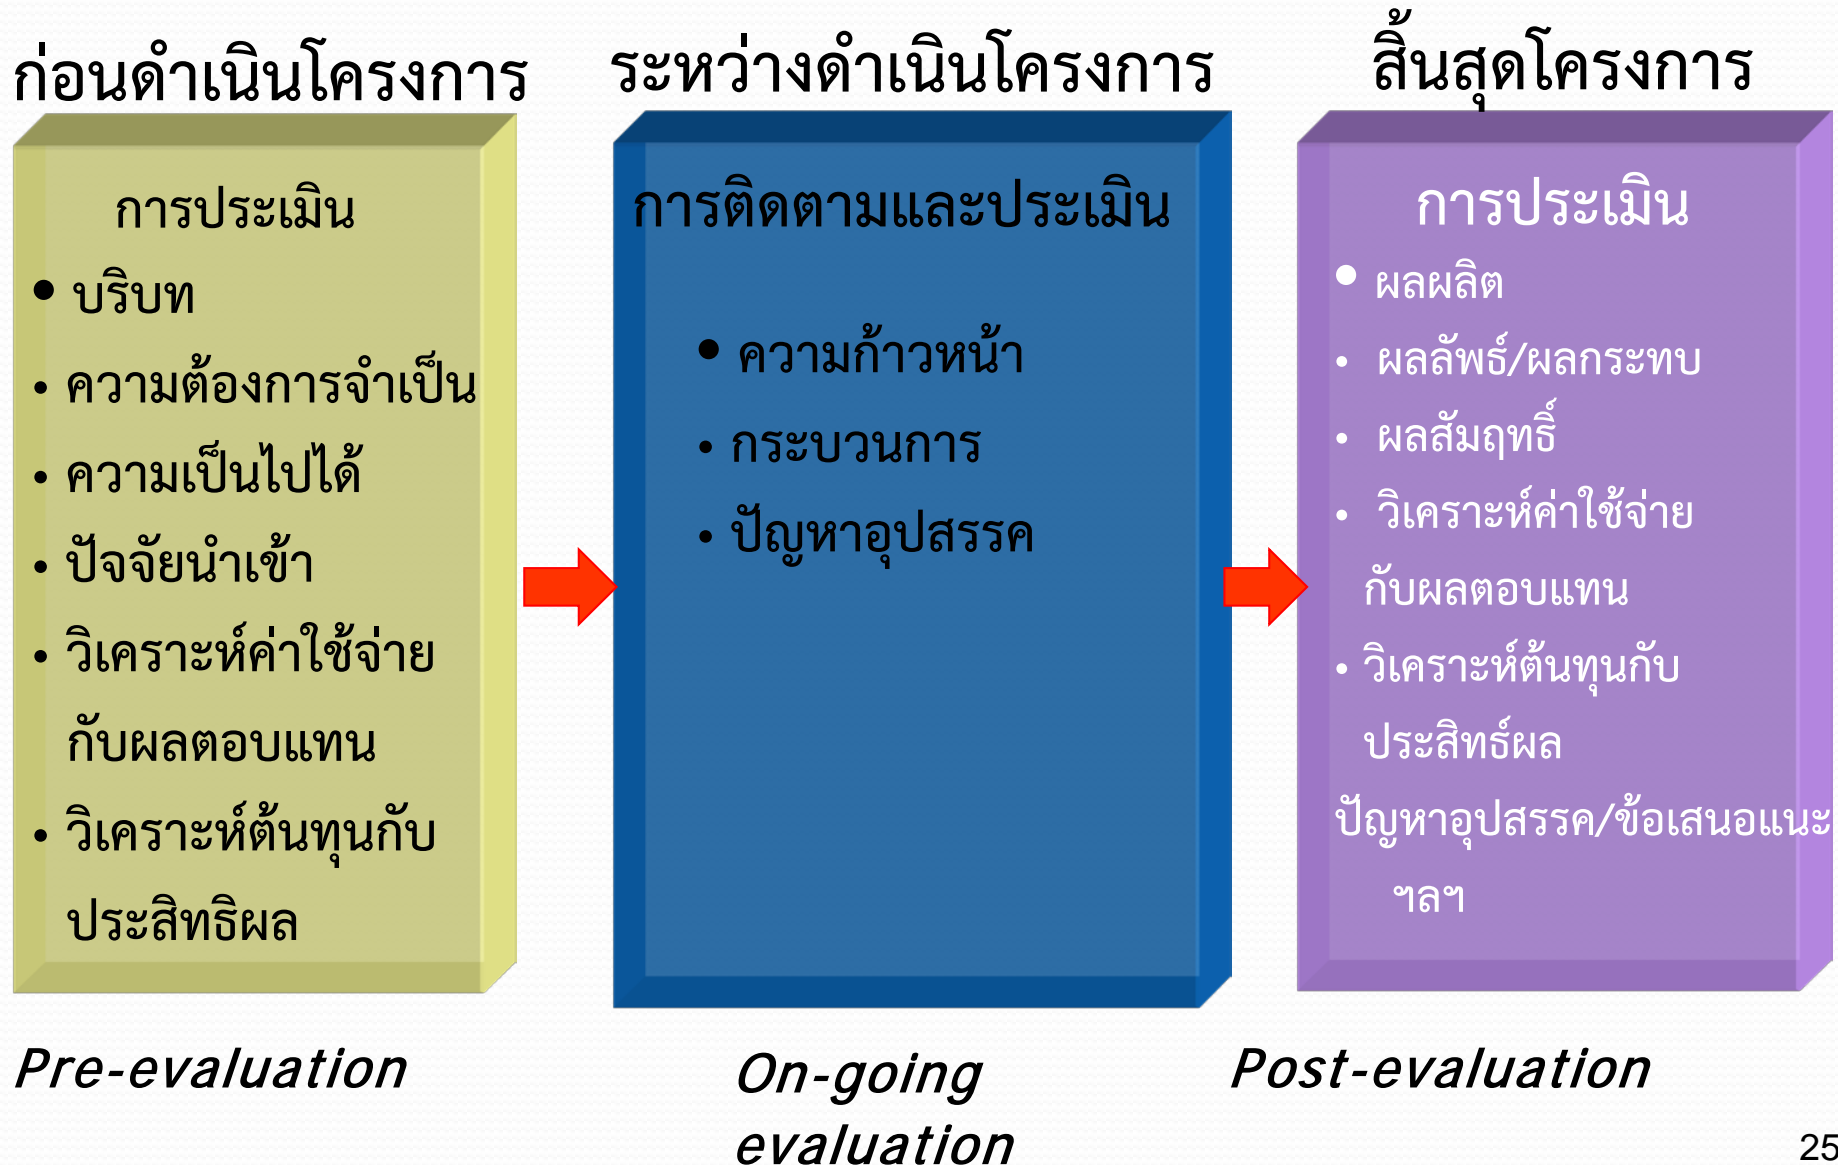 ก่อนดำเนินโครงการ
การประเมิน
• บริบท
• ความต้องการจำเป็น
• ความเป็นไปได้
• ปัจจัยนำเข้า
• วิเคราะห์ค่าใช้จ่าย
กับผลตอบแทน
• วิเคราะห์ต้นทุนกับ
ประสิทธิผล
Pre-evaluation
ระหว่างดำเนินโครงการ
การติดตามและประเมิน
• ความก้าวหน้า
• กระบวนการ
• ปัญหาอุปสรรค
On-going
evaluation
สิ้นสุดโครงการ
การประเมิน
• ผลผลิต
• ผลลัพธ์/ผลกระทบ
• ผลสัมฤทธิ์
• วิเคราะห์ค่าใช้จ่าย
กับผลตอบแทน
• วิเคราะห์ต้นทุนกับ
ประสิทธ์ผล
ปัญหาอุปสรรค/ข้อเสนอแนะ
ฯลฯ
Post-evaluation
25